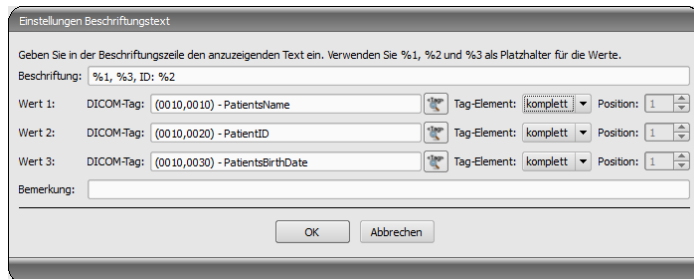 Einstellungen Beschriftungstext
Geben Sie in der Beschriftungszeile den anzuzeigenden Text ein. Verwenden Sie %1, %2 und %3 als Platzhalter für die Werte.
Beschriftung: %1, %3, ID: %2
Wert 1: DICOM-Tag: (0010,0010) - PatientsName Tag-Element: komplett Position: 1
Wert 2: DICOM-Tag: (0010,0020) - PatientID Tag-Element: komplett Position: 1
Wert 3: DICOM-Tag: (0010,0030) - PatientsBirthDate Tag-Element: komplett Position: 1
Bemerkung:
OK Abbrechen